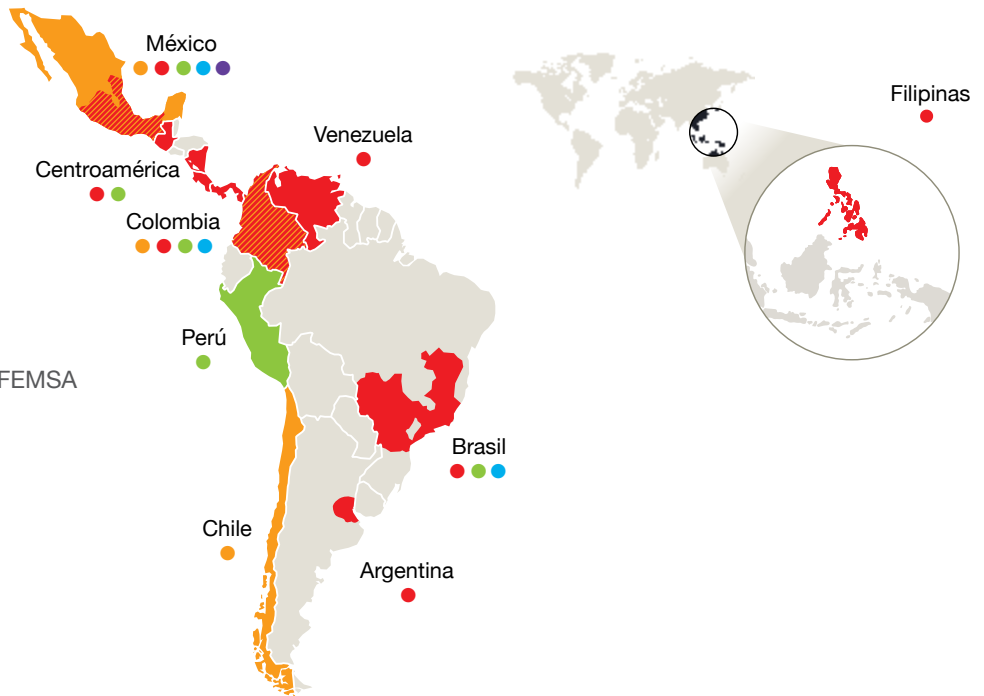 México
Filipinas
Venezuela
Centroamérica
Colombia
Perú
FEMSA
Brasil
Chile
Argentina